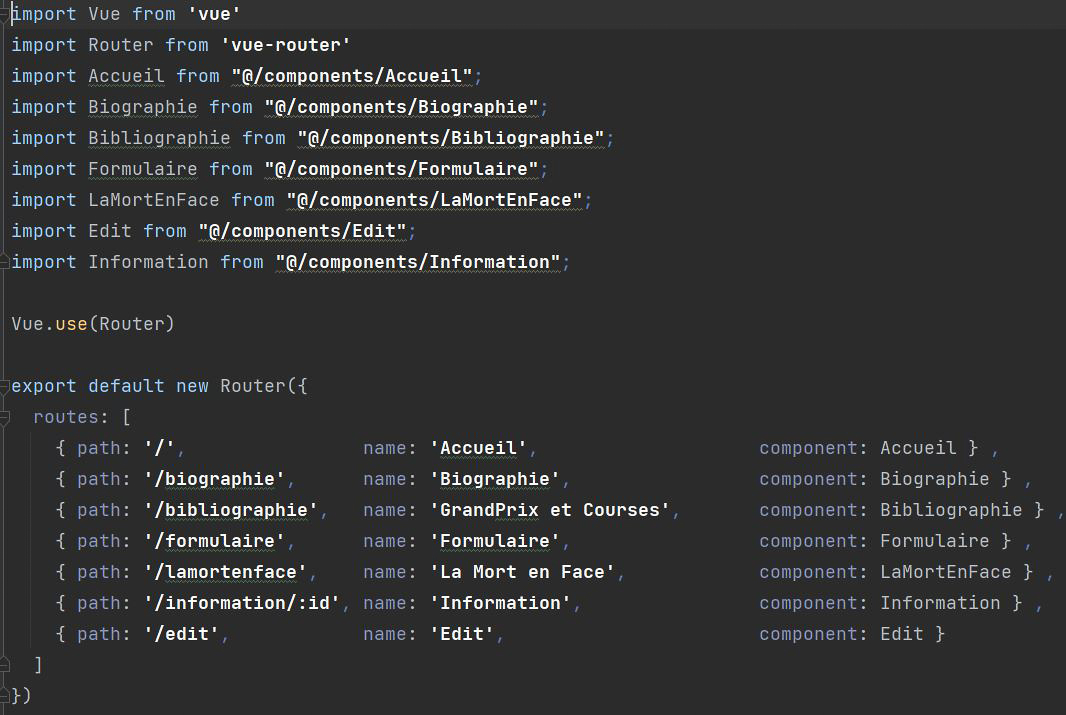 import Vue from 'vue'
import Router from 'vue-router'
import Accueil from "@/components/Accueil";
import Biographie from "@/components/Biographie";
import Bibliographie from "@/components/Bibliographie";
import Formulaire from "@/components/Formulaire";
import LaMortEnFace from "@/components/LaMortEnFace";
import Edit from "@/components/Edit";
import Information from "@/components/Information";

Vue.use(Router)

export default new Router({
  routes: [
    { path: '/',                name: 'Accueil',                    component: Accueil } ,
    { path: '/biographie',      name: 'Biographie',                 component: Biographie } ,
    { path: '/bibliographie',   name: 'GrandPrix et Courses',       component: Bibliographie } ,
    { path: '/formulaire',      name: 'Formulaire',                 component: Formulaire } ,
    { path: '/lamortenface',    name: 'La Mort en Face',            component: LaMortEnFace } ,
    { path: '/information/:id', name: 'Information',                component: Information } ,
    { path: '/edit',            name: 'Edit',                       component: Edit }
  ]
})